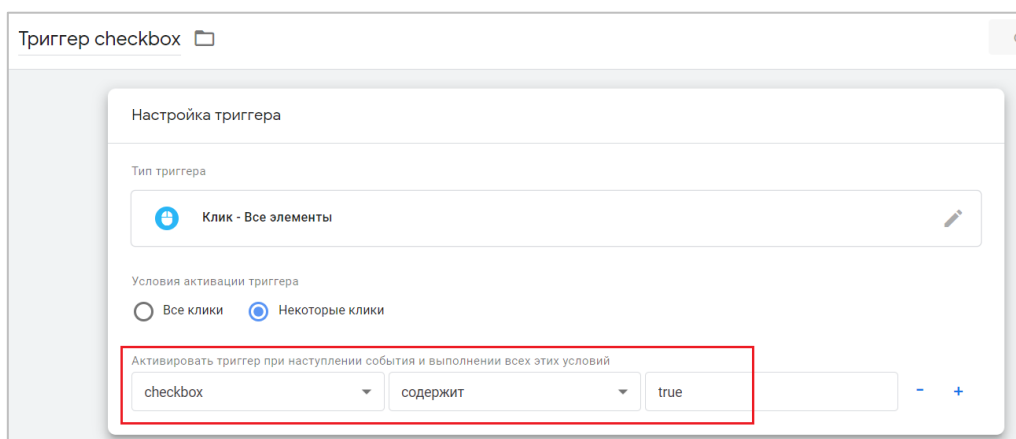 Триггер checkbox
Настройка триггера
Тип триггера
Клик - Все элементы
Условия активации триггера
Все клики Некоторые клики
Активировать триггер при наступлении события и выполнении всех этих условий
checkbox содержит true - +